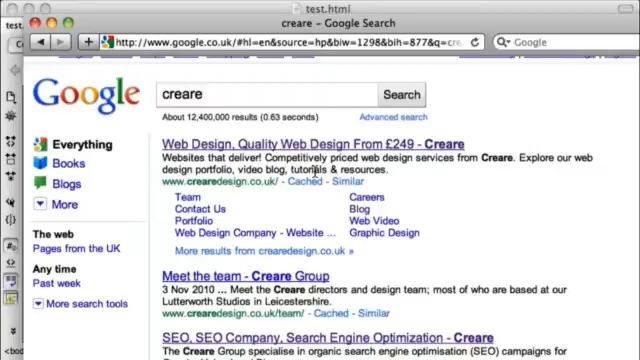 test.html
test.
creare – Google Search
http://www.google.co.uk/#hl=en&source=hp&biw=1298&bih=877&q=cre
Google
Google
creare
Search
About 12,400,000 results (0.63 seconds)
Advanced search
Everything
Books
Blogs
More
The web
Pages from the UK
Any time
Past week
More search tools
Web Design, Quality Web Design From £249 - Creare
Websites that deliver! Competitively priced web design services from Creare. Explore our web
design portfolio, video blog, tutorials & resources.
www.crearedesign.co.uk/ - Cached - Similar
Team
Careers
Contact Us
Blog
Portfolio
Web Video
Web Design Company - Website ...
Graphic Design
More results from crearedesign.co.uk »
Meet the team - Creare Group
3 Nov 2010 ... Meet the Creare directors and design team; most of who are based at our
Lutterworth Studios in Leicestershire.
www.creare.co.uk/team/ - Cached - Similar
SEO, SEO Company, Search Engine Optimisation - Creare
The Creare Group specialise in organic search engine optimisation (SEO) campaigns for
<body